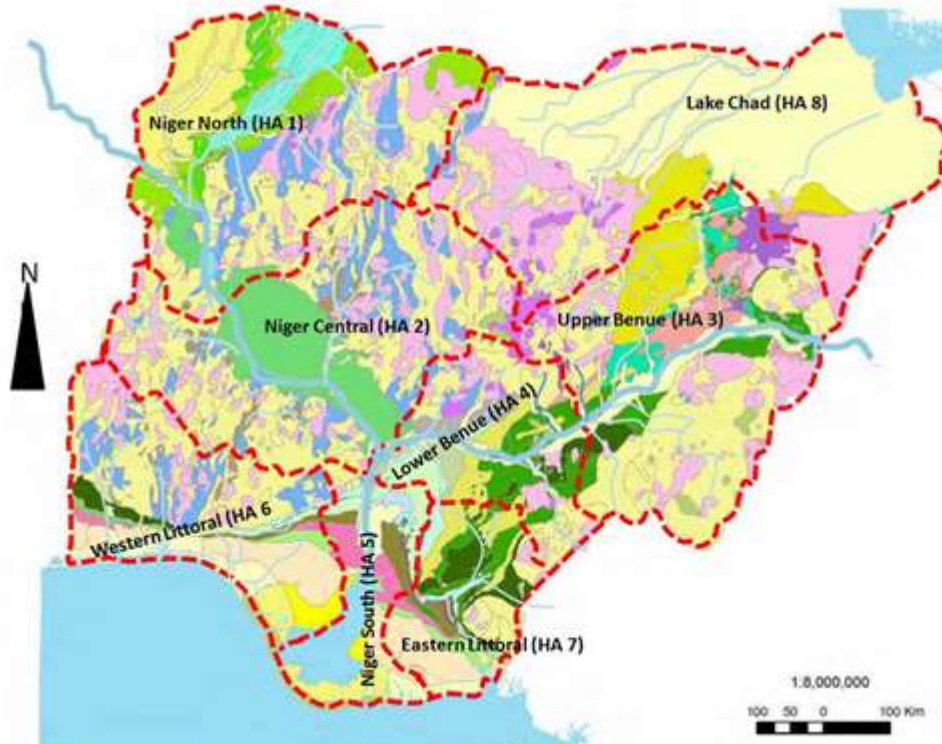 Lake Chad (HA 8)
Niger North (HA 1)
N
Niger Central (HA 2)
Upper Benue (HA 3)
Lower Benue (HA 4)
Western Littoral (HA 6
Niger South (HA 5)
Eastern Littoral (HA 7)
1:8,000,000
100 50 0 100 Km